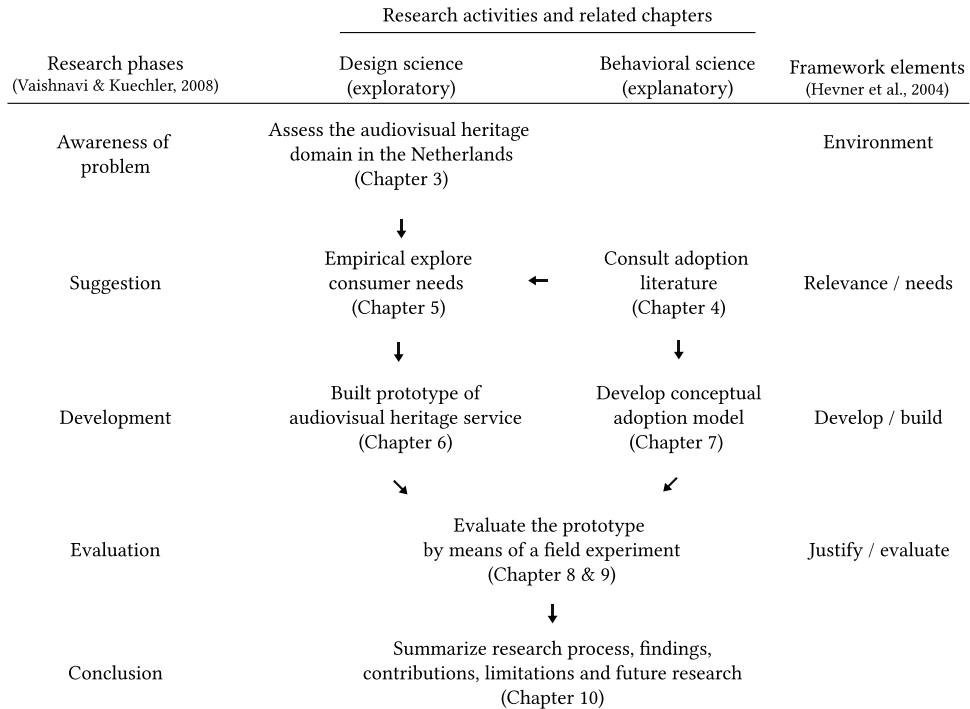 Research activities and related chapters
Research phases
(Vaishnavi & Kuechler, 2008)
Design science
(exploratory)
Behavioral science
(explanatory)
Framework elements
(Hevner et al., 2004)
Awareness of
problem
Assess the audiovisual heritage
domain in the Netherlands
(Chapter 3)
Environment
Suggestion
Empirical explore
consumer needs
(Chapter 5)
Consult adoption
literature
(Chapter 4)
Relevance / needs
Development
Built prototype of
audiovisual heritage service
(Chapter 6)
Develop conceptual
adoption model
(Chapter 7)
Develop / build
Evaluation
Evaluate the prototype
by means of a field experiment
(Chapter 8 & 9)
Justify / evaluate
Conclusion
Summarize research process, findings,
contributions, limitations and future research
(Chapter 10)